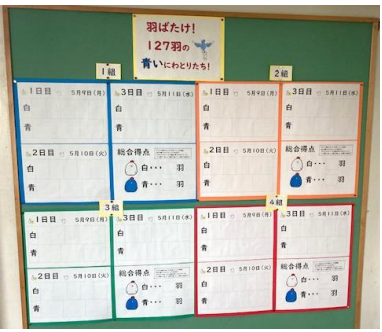 羽ばたけ！
127羽の
青いにわとりたち！
1組
1日目 5月9日(月)
白
青
3日目 5月11日(水)
白
青
2日目 5月10日(火)
白
青
総合得点
白・・・ 羽
青・・・ 羽
2組
1日目 5月9日(月)
白
青
3日目 5月11日(水)
白
青
2日目 5月10日(火)
白
青
総合得点
白・・・ 羽
青・・・ 羽
3組
1日目 5月9日(月)
白
青
3日目 5月11日(水)
白
青
2日目 5月10日(火)
白
青
総合得点
白・・・ 羽
青・・・ 羽
4組
1日目 5月9日(月)
白
青
3日目 5月11日(水)
白
青
2日目 5月10日(火)
白
青
総合得点
白・・・ 羽
青・・・ 羽